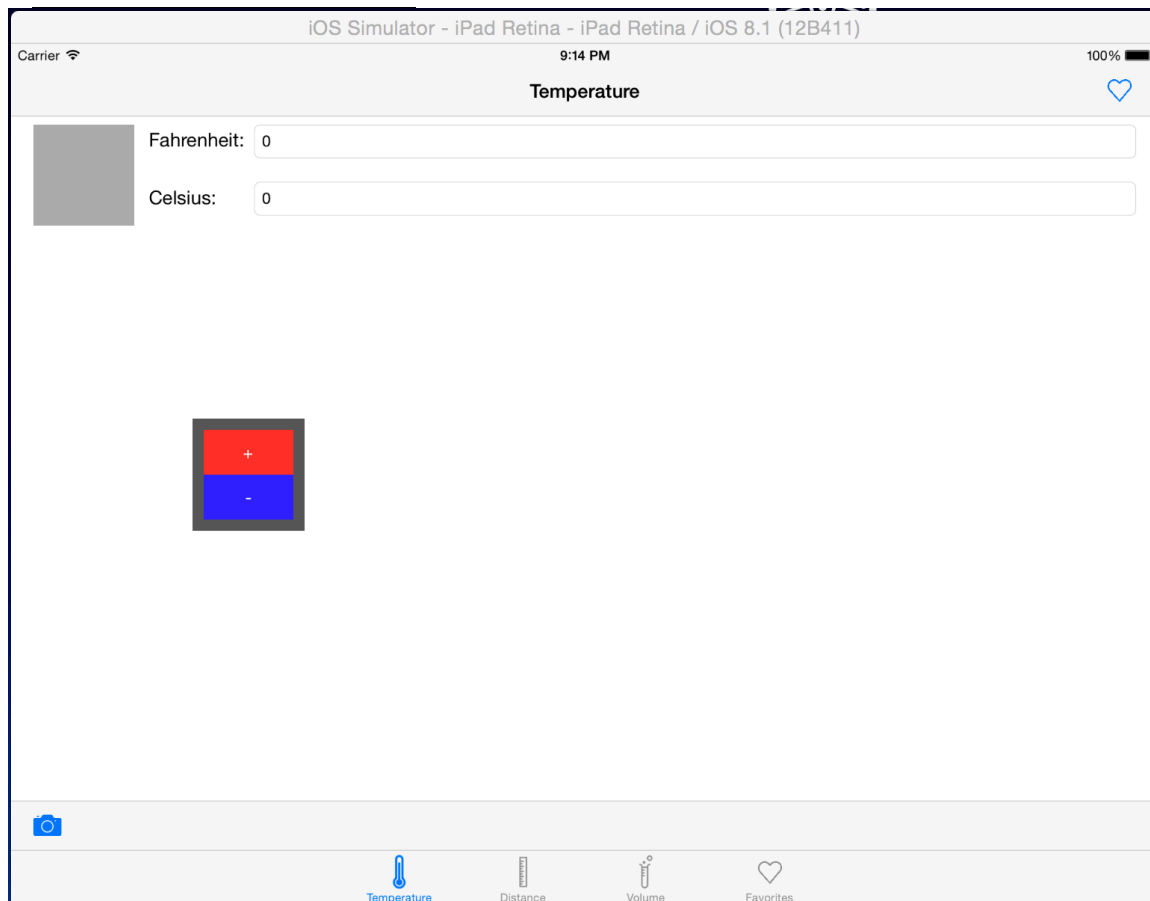 iOS Simulator - iPad Retina - iPad Retina / iOS 8.1 (12B411)
Carrier 9:14 PM 100%
Temperature
Fahrenheit: 0
Celsius: 0
+
-
Temperature Distance Volume Favorites